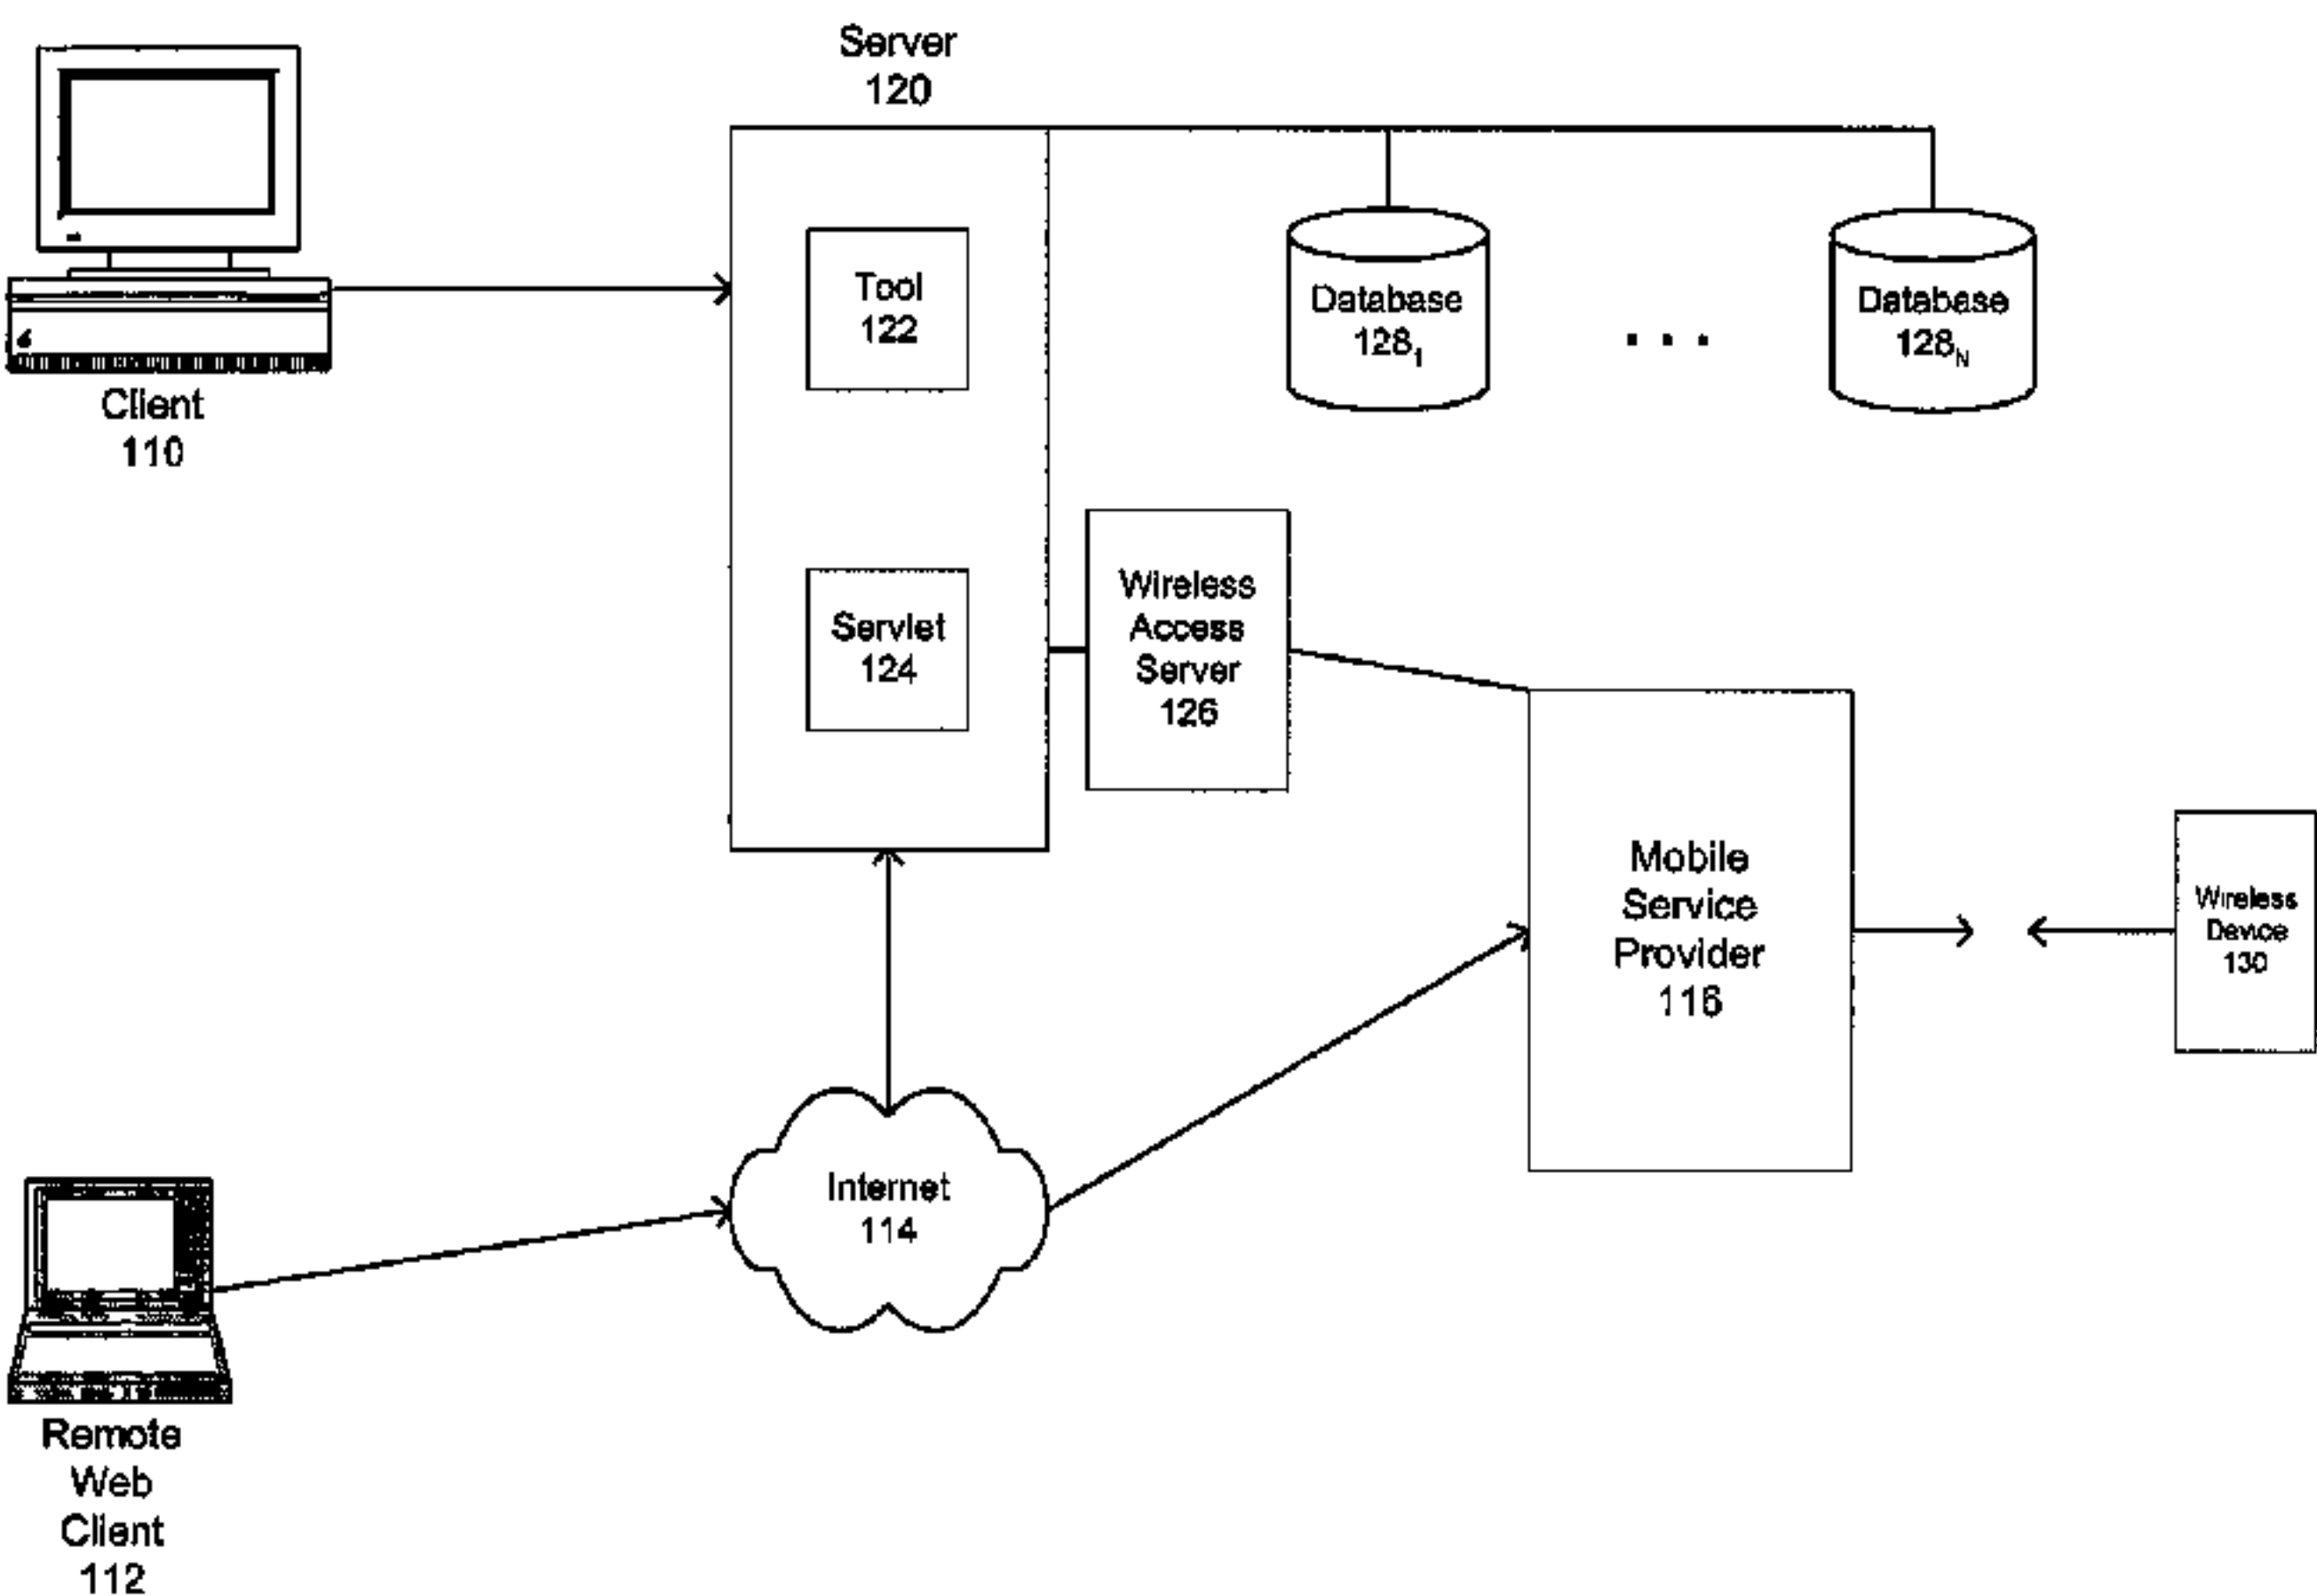 Server
120
Tool
122
Database
128₁
. . .
Database
128N
Client
110
Servlet
124
Wireless
Access
Server
126
Mobile
Service
Provider
116
Wireless
Device
130
Internet
114
Remote
Web
Client
112